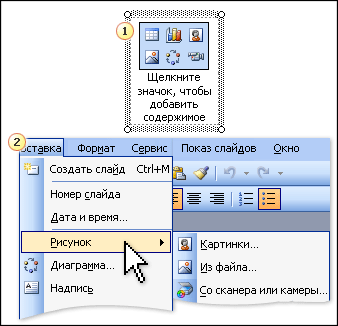 1
Щелкните
значок, чтобы
добавить
содержимое
2
ставка Формат Сервис Показ слайдов Окно
Создать слайд Ctrl+M
Номер слайда
Дата и время...
Рисунок
Диаграмма...
Надпись
Картинки...
Из файла...
Со сканера или камеры...